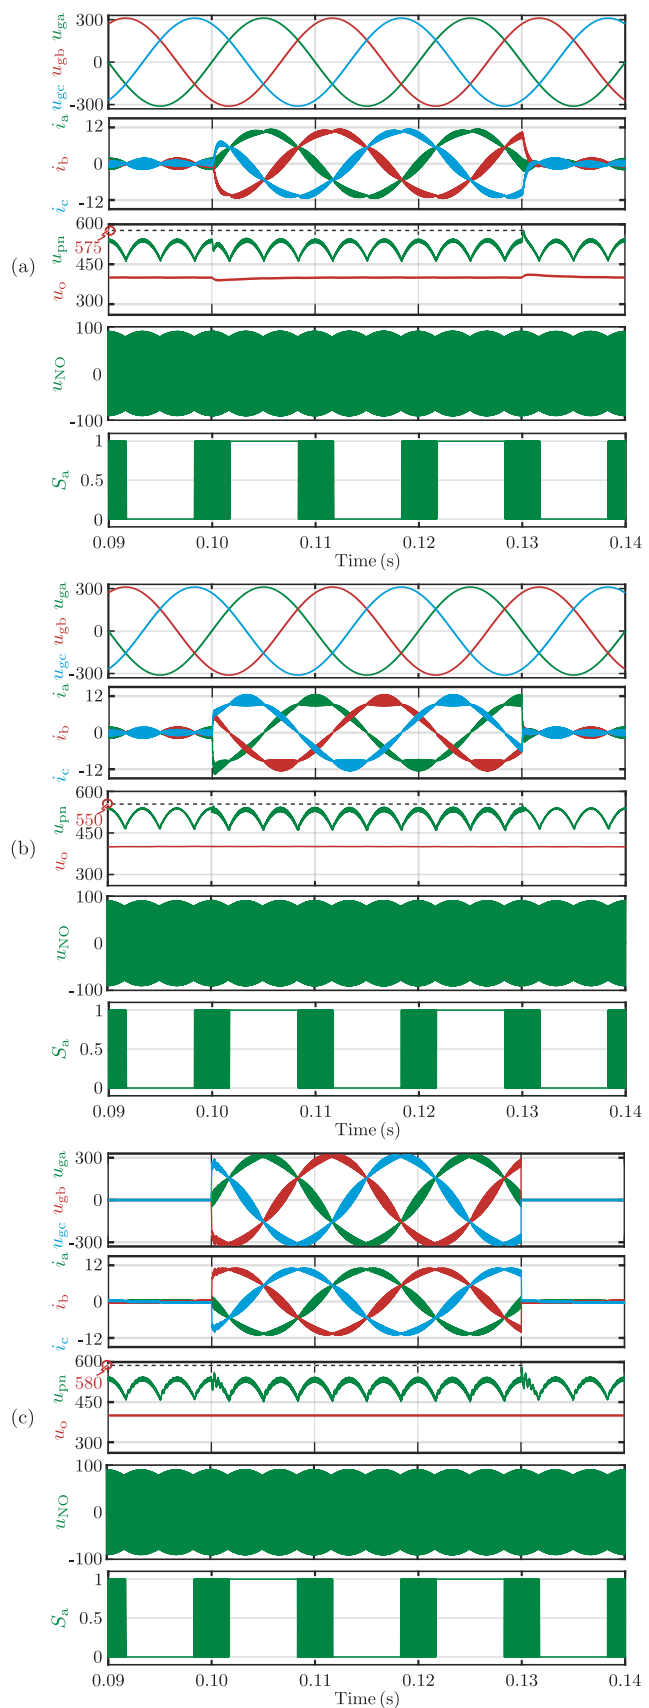 u_ga u_gb u_gc
300
0
-300
i_a i_b i_c
12
0
-12
(a)
u_pn u_o
600
575
450
300
u_NO
100
0
-100
S_a
1
0.5
0
0.09 0.10 0.11 0.12 0.13 0.14
Time (s)
u_ga u_gb u_gc
300
0
-300
i_a i_b i_c
12
0
-12
(b)
u_pn u_o
600
550
450
300
u_NO
100
0
-100
S_a
1
0.5
0
0.09 0.10 0.11 0.12 0.13 0.14
Time (s)
u_ga u_gb u_gc
300
0
-300
i_a i_b i_c
12
0
-12
(c)
u_pn u_o
600
580
450
300
u_NO
100
0
-100
S_a
1
0.5
0
0.09 0.10 0.11 0.12 0.13 0.14
Time (s)